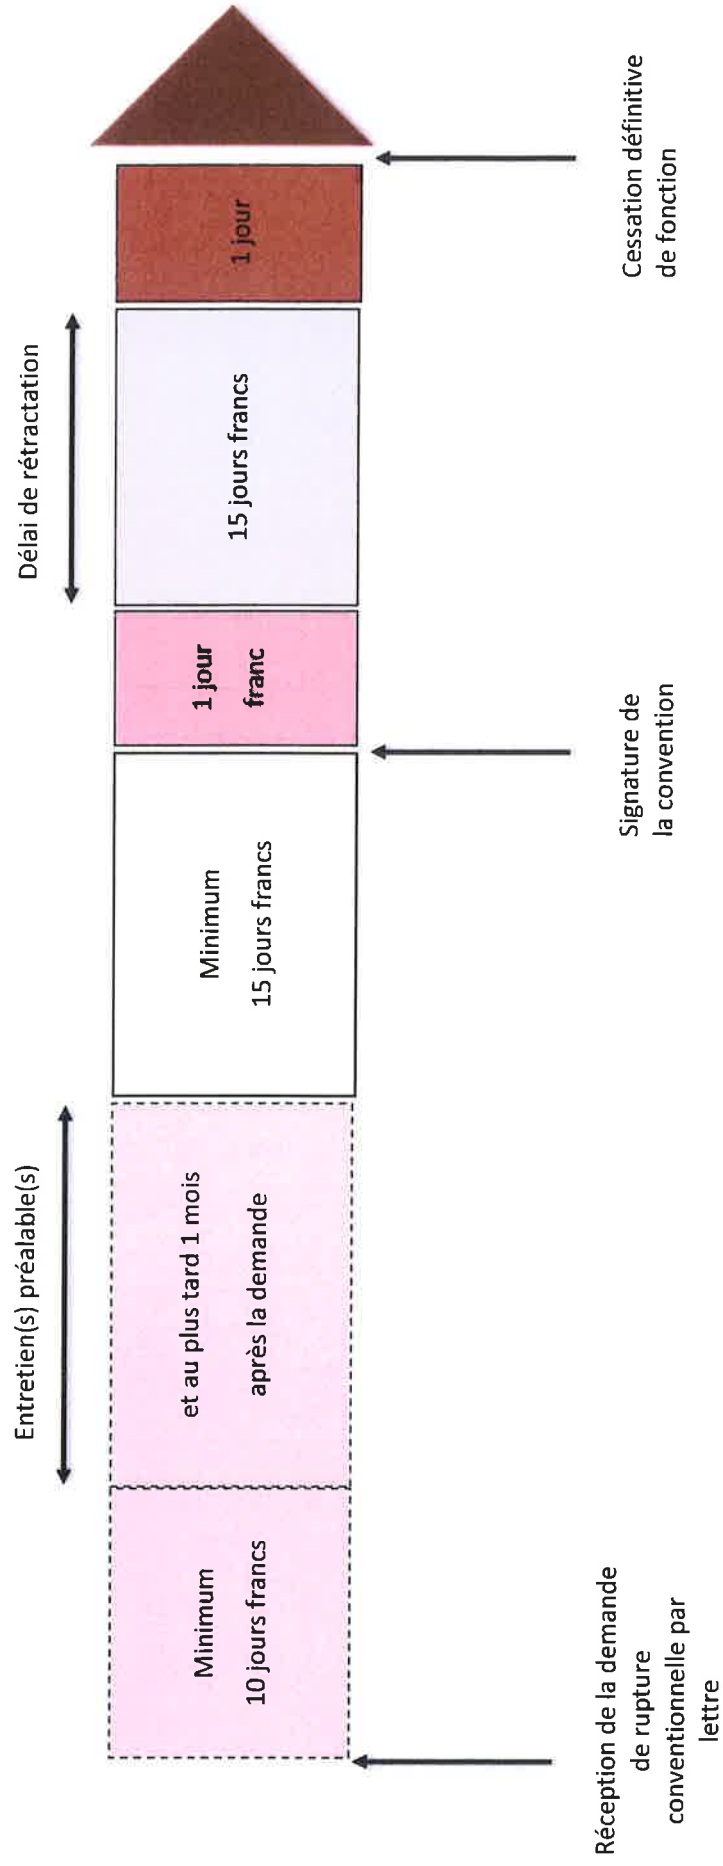 Entretien(s) préalable(s)
Délai de rétractation
Minimum
10 jours francs
et au plus tard 1 mois
après la demande
Minimum
15 jours francs
1 jour
franc
15 jours francs
1 jour
Réception de la demande
de rupture
conventionnelle par
lettre
Signature de
la convention
Cessation définitive
de fonction